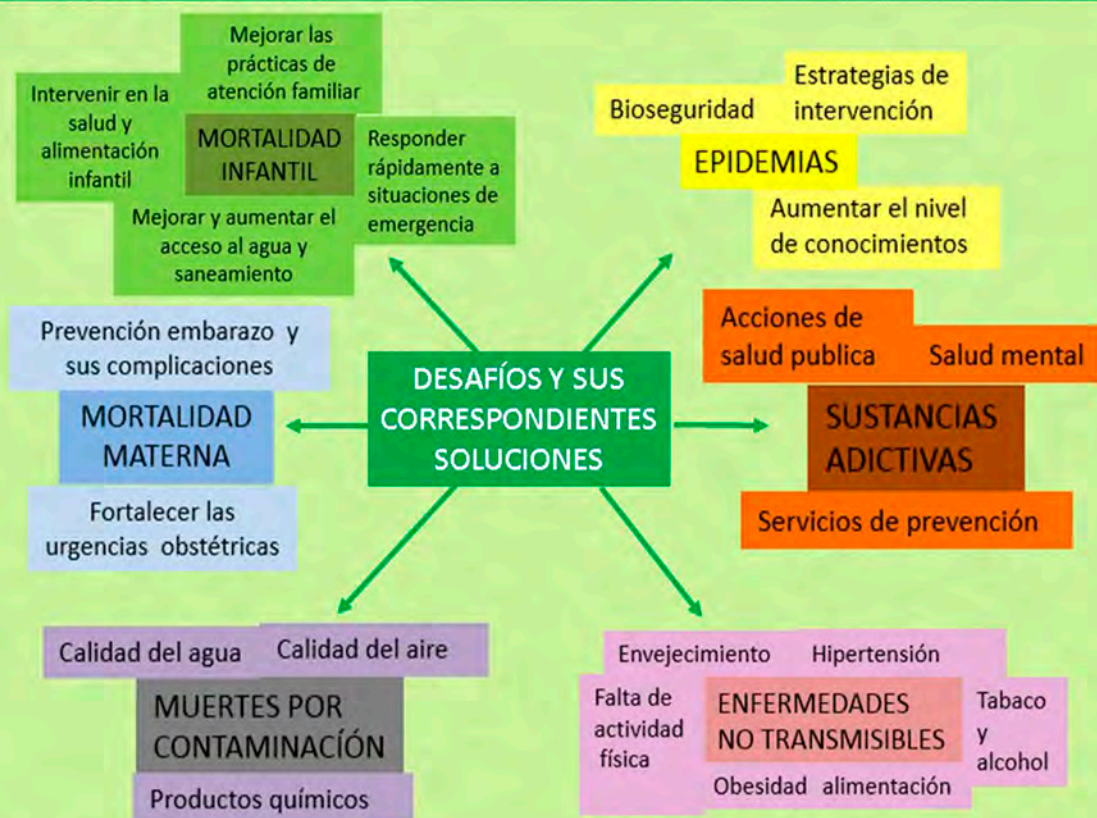 Mejorar las
prácticas de
atención familiar
Intervenir en la
salud y
alimentación
infantil
MORTALIDAD
INFANTIL
Responder
rápidamente a
situaciones de
emergencia
Mejorar y aumentar el
acceso al agua y
saneamiento
Bioseguridad
Estrategias de
intervención
EPIDEMIAS
Aumentar el nivel
de conocimientos
Prevención embarazo y
sus complicaciones
MORTALIDAD
MATERNA
Fortalecer las
urgencias obstétricas
DESAFÍOS Y SUS
CORRESPONDIENTES
SOLUCIONES
Acciones de
salud publica
Salud mental
SUSTANCIAS
ADICTIVAS
Servicios de prevención
Calidad del agua
Calidad del aire
MUERTES POR
CONTAMINACÍÓN
Productos químicos
Envejecimiento
Hipertensión
Falta de
actividad
física
ENFERMEDADES
NO TRANSMISIBLES
Tabaco
y
alcohol
Obesidad alimentación